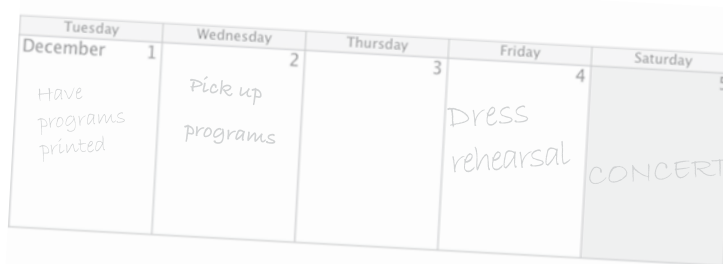 Tuesday Wednesday Thursday Friday Saturday
December 1 2 3 4 5
Have
programs
printed
Pick up
programs
Dress
rehearsal
CONCERT